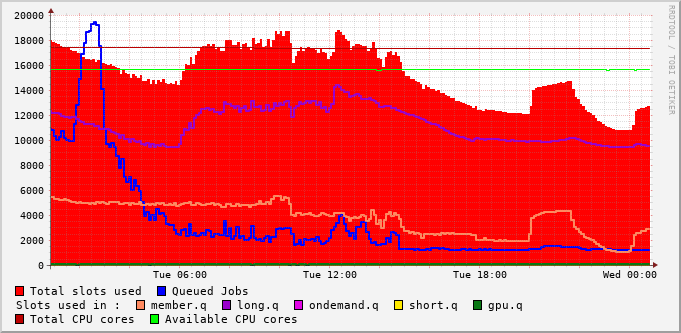 20000
18000
16000
14000
12000
10000
8000
6000
4000
2000
0
Tue 06:00 Tue 12:00 Tue 18:00 Wed 00:00
RRDTOOL / TOBI OETIKER
Total slots used Queued Jobs
Slots used in : member.q long.q ondemand.q short.q gpu.q
Total CPU cores Available CPU cores